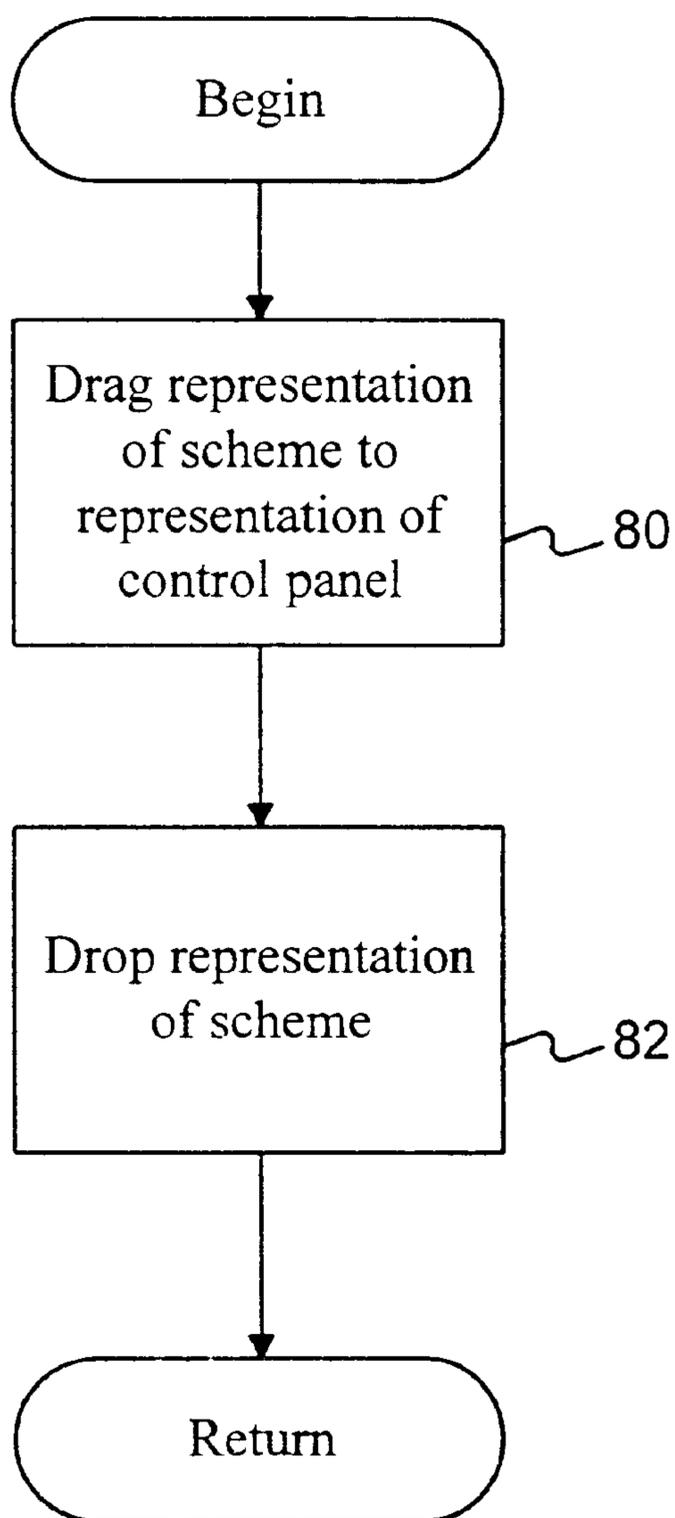 Begin
Drag representation
of scheme to
representation of
control panel
80
Drop representation
of scheme
82
Return